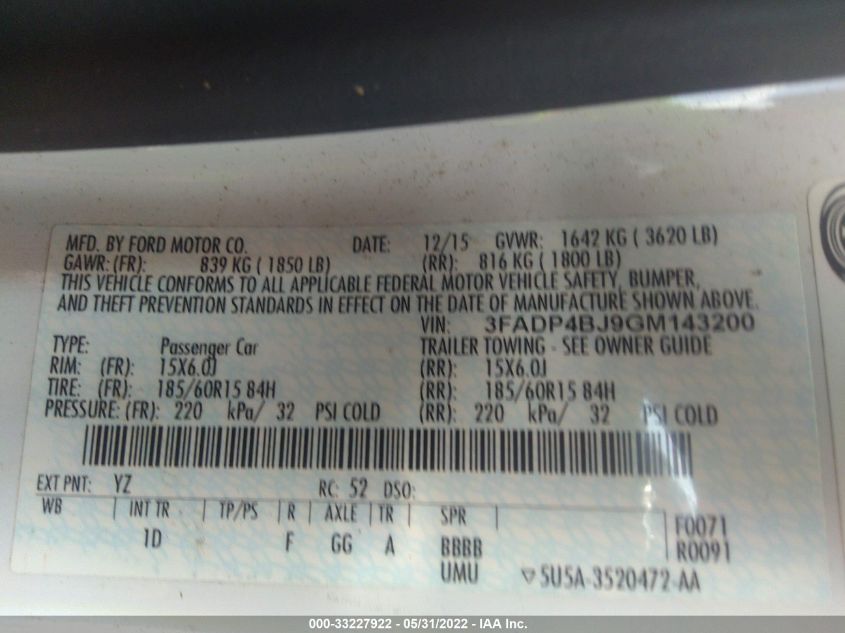 MFD. BY FORD MOTOR CO. DATE: 12/15 GVWR: 1642 KG ( 3620 LB)
GAWR: (FR): 839 KG ( 1850 LB) (RR): 816 KG ( 1800 LB)
THIS VEHICLE CONFORMS TO ALL APPLICABLE FEDERAL MOTOR VEHICLE SAFETY, BUMPER,
AND THEFT PREVENTION STANDARDS IN EFFECT ON THE DATE OF MANUFACTURE SHOWN ABOVE.
VIN: 3FADP4BJ9GM143200
TYPE: Passenger Car TRAILER TOWING - SEE OWNER GUIDE
RIM: (FR): 15X6.0J (RR): 15X6.0J
TIRE: (FR): 185/60R15 84H (RR): 185/60R15 84H
PRESSURE: (FR): 220 kPa/ 32 PSI COLD (RR): 220 kPa/ 32 PSI COLD
EXT PNT: YZ RC: 52 DSO:
WB | INT TR | TP/PS | R | AXLE | TR | SPR | F0071
1D F GG A BBBB R0091
UMU ▽5U5A-3520472-AA
000-33227922 - 05/31/2022 - IAA Inc.